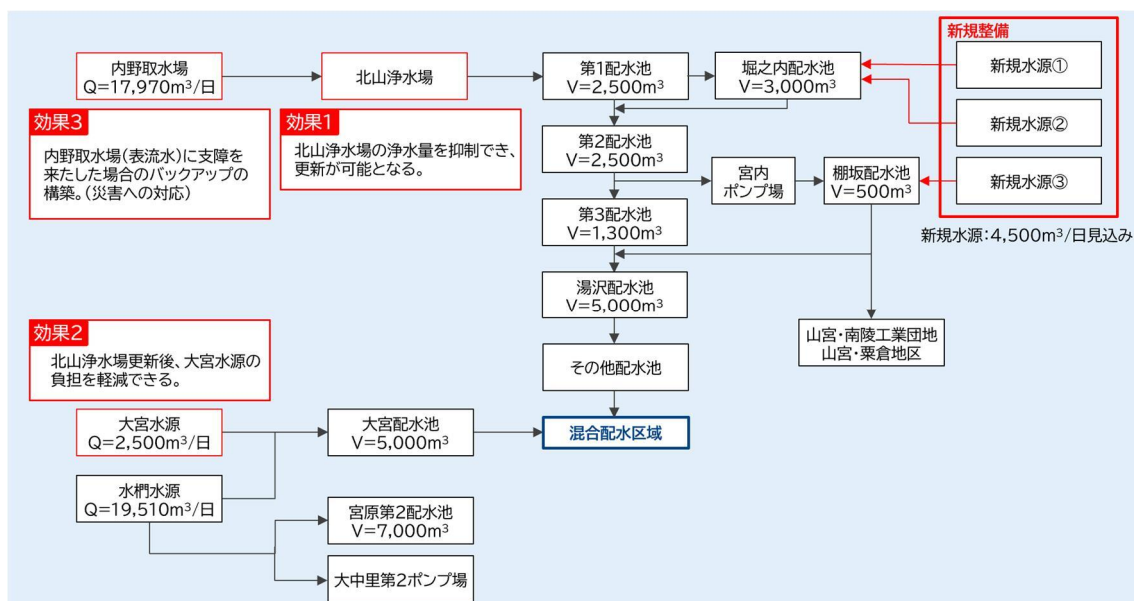 新規整備
内野取水場
Q=17,970m³/日
北山浄水場
第1配水池
V=2,500m³
堀之内配水池
V=3,000m³
新規水源①
新規水源②
新規水源③
新規水源:4,500m³/日見込み
効果3
内野取水場(表流水)に支障を
来たした場合のバックアップの
構築。(災害への対応)
効果1
北山浄水場の浄水量を抑制でき、
更新が可能となる。
第2配水池
V=2,500m³
宮内
ポンプ場
棚坂配水池
V=500m³
第3配水池
V=1,300m³
湯沢配水池
V=5,000m³
山宮・南陵工業団地
山宮・粟倉地区
効果2
北山浄水場更新後、大宮水源の
負担を軽減できる。
その他配水池
大宮水源
Q=2,500m³/日
大宮配水池
V=5,000m³
混合配水区域
水椚水源
Q=19,510m³/日
宮原第2配水池
V=7,000m³
大中里第2ポンプ場